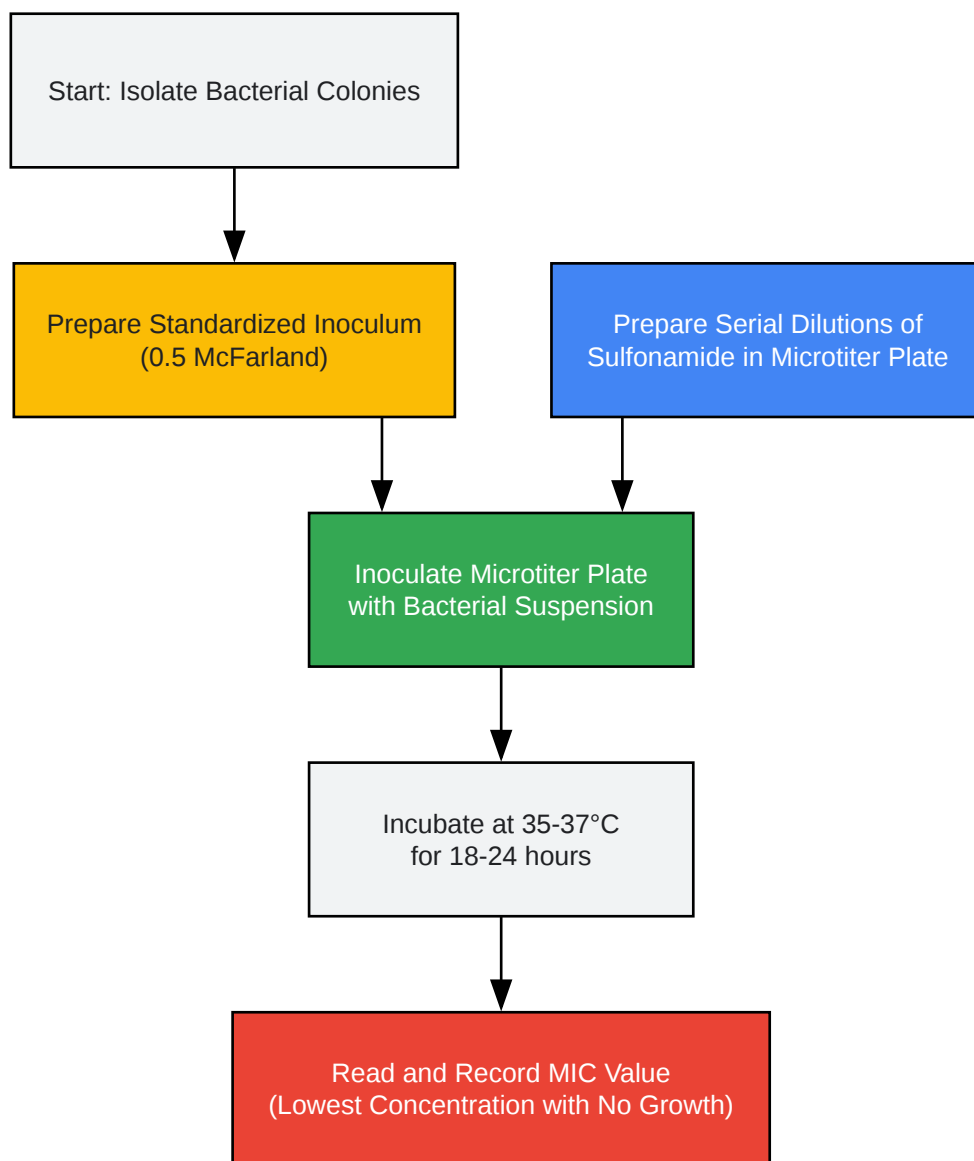 Start: Isolate Bacterial Colonies
Prepare Standardized Inoculum
(0.5 McFarland)
Prepare Serial Dilutions of
Sulfonamide in Microtiter Plate
Inoculate Microtiter Plate
with Bacterial Suspension
Incubate at 35-37°C
for 18-24 hours
Read and Record MIC Value
(Lowest Concentration with No Growth)